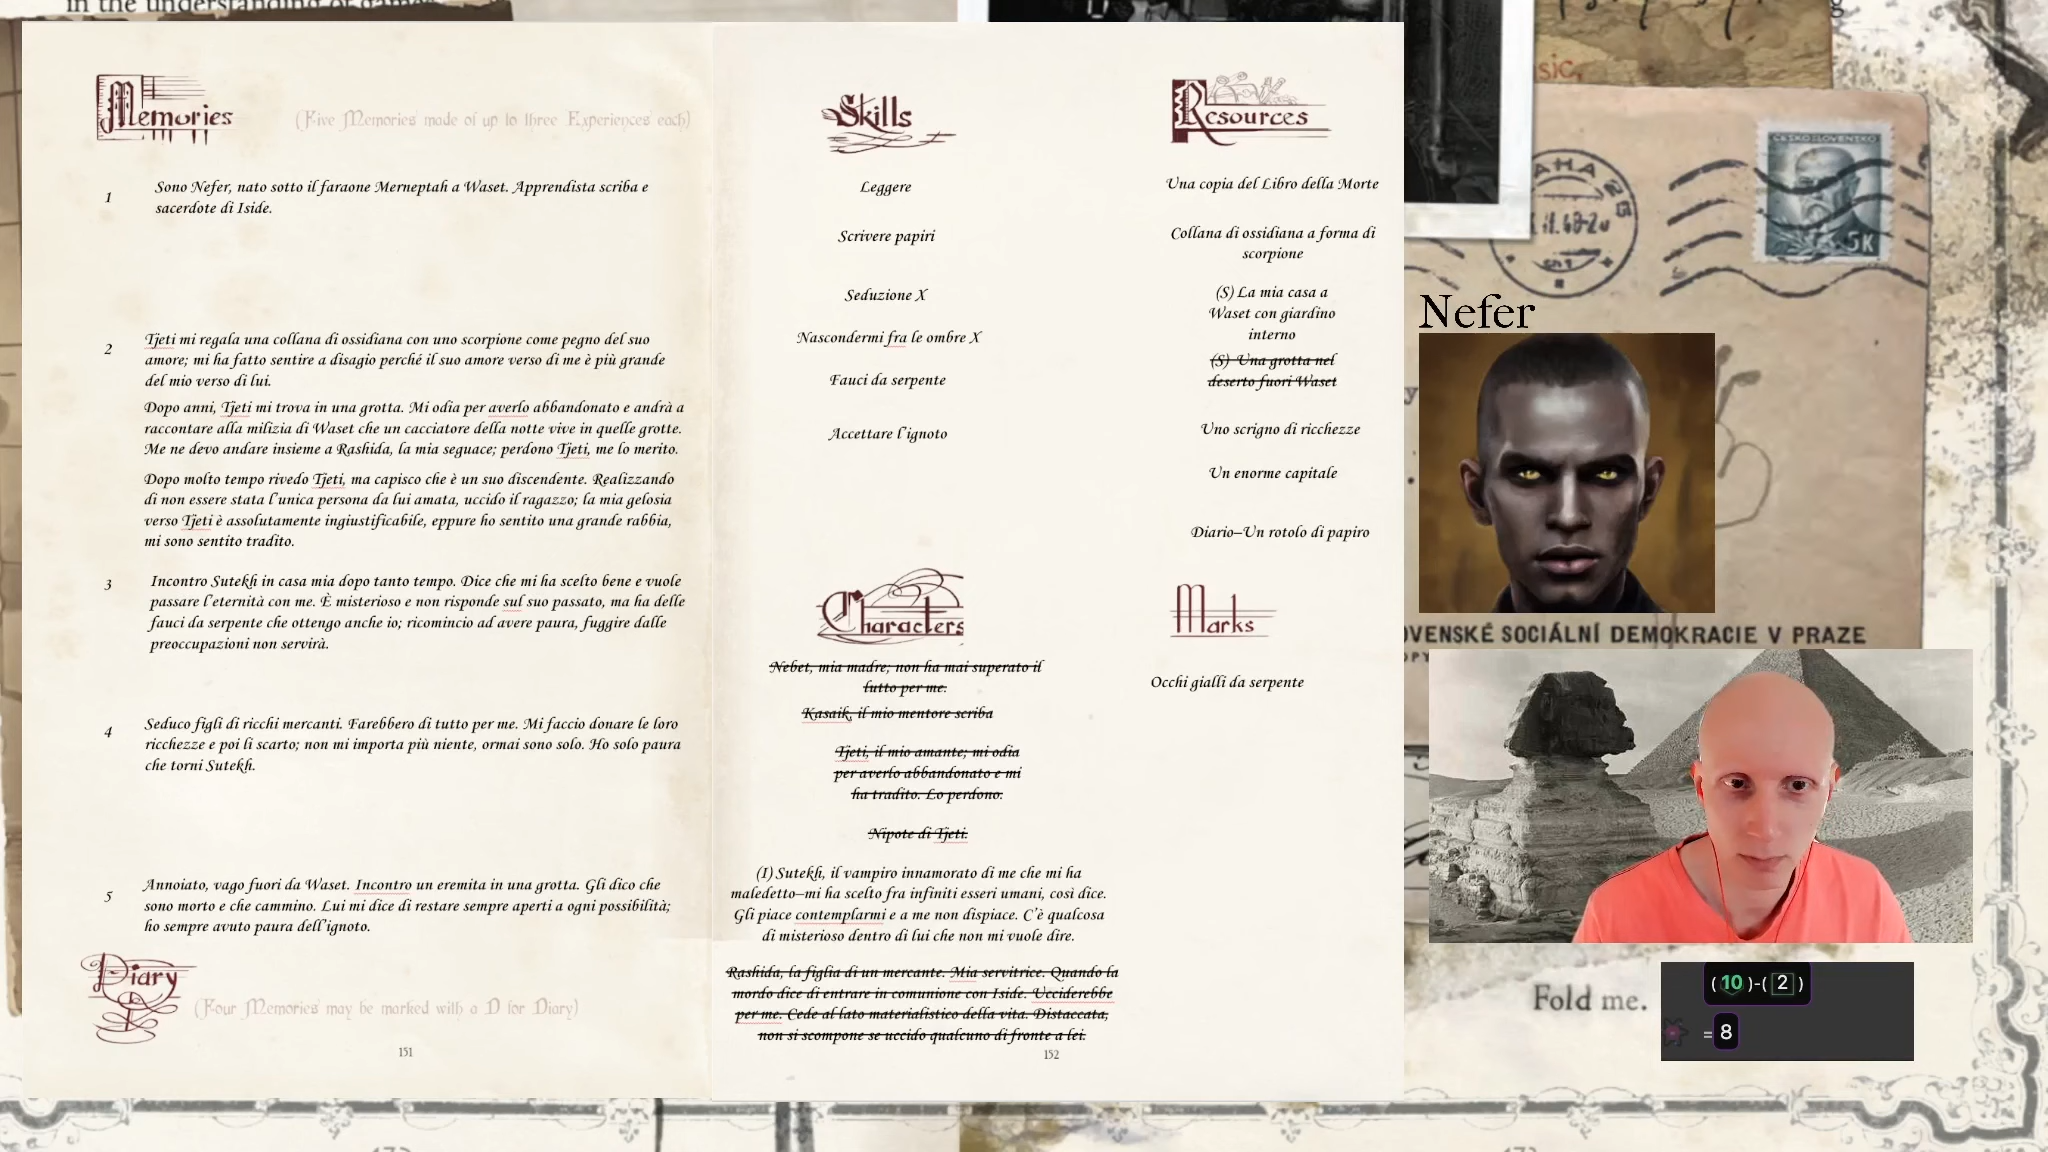 in the understanding of games
Memories
(Five Memories made of up to three Experiences each)
1
Sono Nefer, nato sotto il faraone Merneptah a Waset. Apprendista scriba e
sacerdote di Iside.
2
Tjeti mi regala una collana di ossidiana con uno scorpione come pegno del suo
amore; mi ha fatto sentire a disagio perché il suo amore verso di me è più grande
del mio verso di lui.
Dopo anni, Tjeti mi trova in una grotta. Mi odia per averlo abbandonato e andrà a
raccontare alla milizia di Waset che un cacciatore della notte vive in quelle grotte.
Me ne devo andare insieme a Rashida, la mia seguace; perdono Tjeti, me lo merito.
Dopo molto tempo rivedo Tjeti, ma capisco che è un suo discendente. Realizzando
di non essere stata l'unica persona da lui amata, uccido il ragazzo; la mia gelosia
verso Tjeti è assolutamente ingiustificabile, eppure ho sentito una grande rabbia,
mi sono sentito tradito.
3
Incontro Sutekh in casa mia dopo tanto tempo. Dice che mi ha scelto bene e vuole
passare l'eternità con me. È misterioso e non risponde sul suo passato, ma ha delle
fauci da serpente che ottengo anche io; ricomincio ad avere paura, fuggire dalle
preoccupazioni non servirà.
4
Seduco figli di ricchi mercanti. Farebbero di tutto per me. Mi faccio donare le loro
ricchezze e poi li scarto; non mi importa più niente, ormai sono solo. Ho solo paura
che torni Sutekh.
5
Annoiato, vago fuori da Waset. Incontro un eremita in una grotta. Gli dico che
sono morto e che cammino. Lui mi dice di restare sempre aperti a ogni possibilità;
ho sempre avuto paura dell'ignoto.
Diary
(Four Memories may be marked with a D for Diary)
151
Skills
Leggere
Scrivere papiri
Seduzione X
Nascondermi fra le ombre X
Fauci da serpente
Accettare l'ignoto
Resources
Una copia del Libro della Morte
Collana di ossidiana a forma di
scorpione
(S) La mia casa a
Waset con giardino
interno
(S) Una grotta nel
deserto fuori Waset
Uno scrigno di ricchezze
Un enorme capitale
Diario–Un rotolo di papiro
Characters
Nebet, mia madre; non ha mai superato il
lutto per me.
Kasaik, il mio mentore scriba
Tjeti, il mio amante; mi odia
per averlo abbandonato e mi
ha tradito. Lo perdono.
Nipote di Tjeti.
(I) Sutekh, il vampiro innamorato di me che mi ha
maledetto–mi ha scelto fra infiniti esseri umani, così dice.
Gli piace contemplarmi e a me non dispiace. C'è qualcosa
di misterioso dentro di lui che non mi vuole dire.
Rashida, la figlia di un mercante. Mia servitrice. Quando la
mordo dice di entrare in comunione con Iside. Ucciderebbe
per me. Cede al lato materialistico della vita. Distaccata,
non si scompone se uccido qualcuno di fronte a lei.
152
Marks
Occhi gialli da serpente
sic,
ČESKOSLOVENSKO
5K
Nefer
OVENSKÉ SOCIÁLNÍ DEMOKRACIE V PRAZE
Fold me.
(10)-(2)
=8